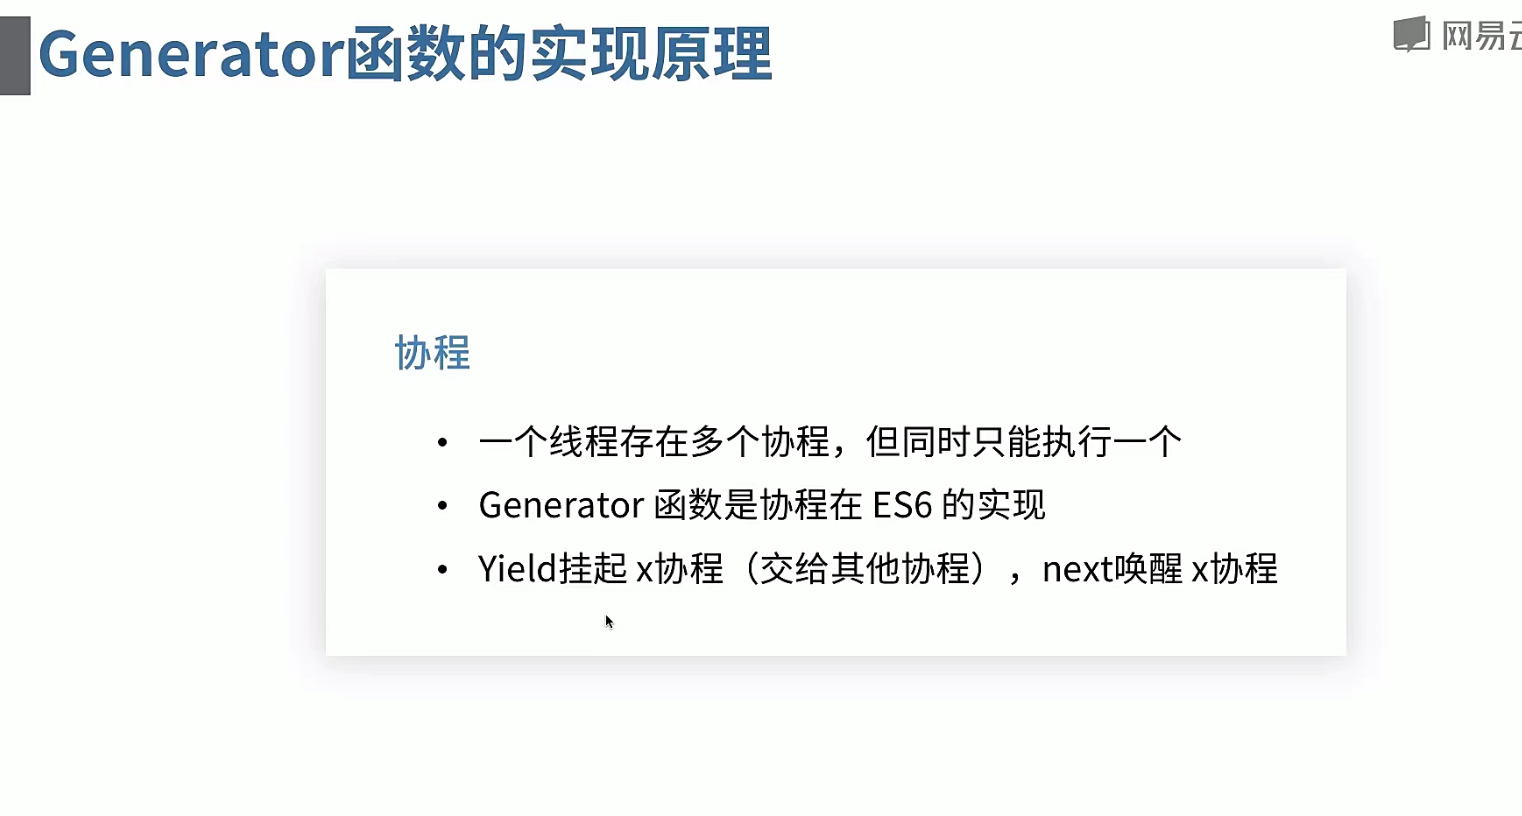 Generator函数的实现原理
网易云
协程
• 一个线程存在多个协程，但同时只能执行一个
• Generator 函数是协程在 ES6 的实现
• Yield挂起 x协程（交给其他协程），next唤醒 x协程